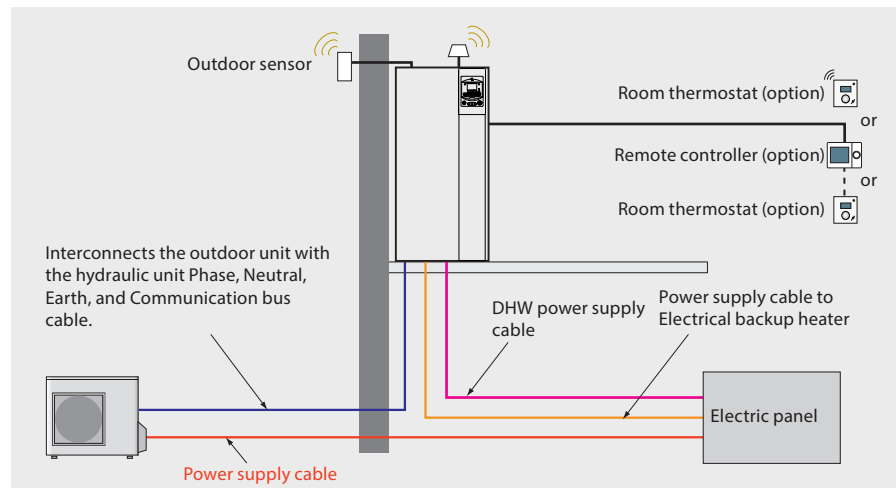 Outdoor sensor
Room thermostat (option)
or
Remote controller (option)
or
Room thermostat (option)
Interconnects the outdoor unit with
the hydraulic unit Phase, Neutral,
Earth, and Communication bus
cable.
DHW power supply
cable
Power supply cable to
Electrical backup heater
Electric panel
Power supply cable